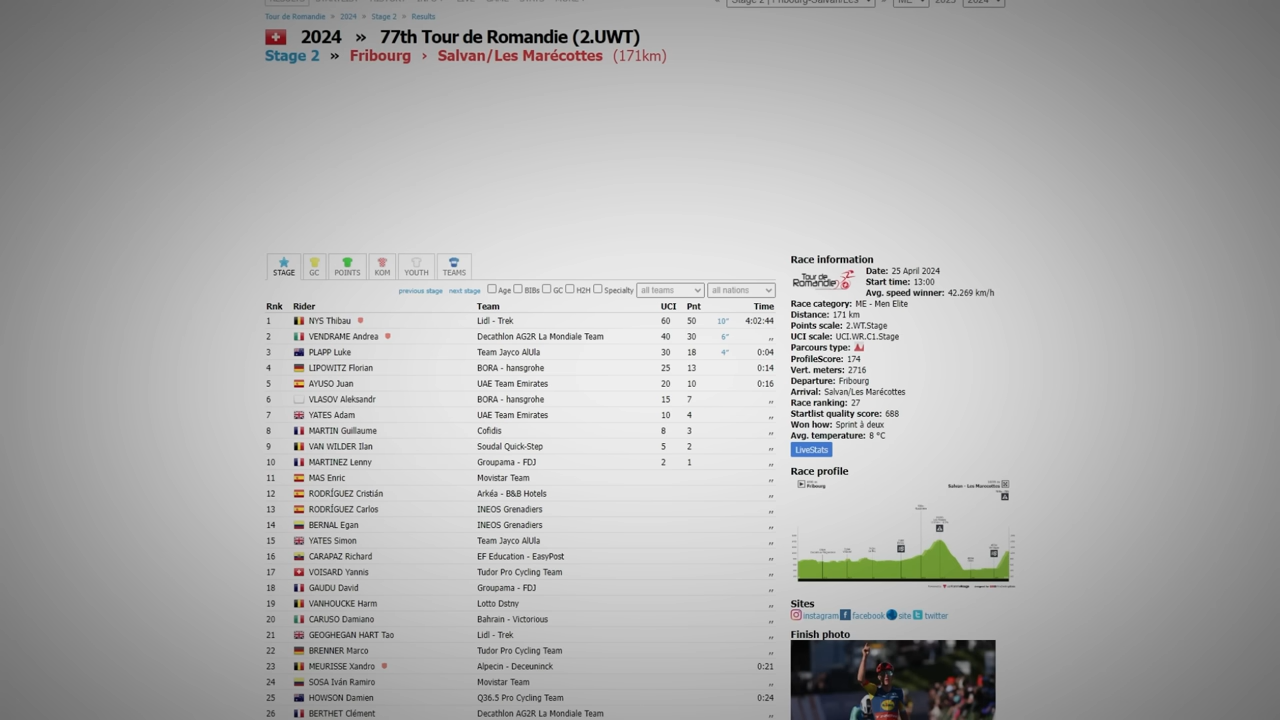 Tour de Romandie > 2024 > Stage 2 > Results
2024 » 77th Tour de Romandie (2.UWT)
Stage 2 » Fribourg › Salvan/Les Marécottes (171km)
STAGE GC POINTS KOM YOUTH TEAMS
previous stage next stage Age BIBs GC H2H Specialty all teams all nations
Rnk Rider Team UCI Pnt Time
1 NYS Thibau Lidl - Trek 60 50 10″ 4:02:44
2 VENDRAME Andrea Decathlon AG2R La Mondiale Team 40 30 6″ ,,
3 PLAPP Luke Team Jayco AlUla 30 18 4″ 0:04
4 LIPOWITZ Florian BORA - hansgrohe 25 13 0:14
5 AYUSO Juan UAE Team Emirates 20 10 0:16
6 VLASOV Aleksandr BORA - hansgrohe 15 7 ,,
7 YATES Adam UAE Team Emirates 10 4 ,,
8 MARTIN Guillaume Cofidis 8 3 ,,
9 VAN WILDER Ilan Soudal Quick-Step 5 2 ,,
10 MARTINEZ Lenny Groupama - FDJ 2 1 ,,
11 MAS Enric Movistar Team ,,
12 RODRÍGUEZ Cristián Arkéa - B&B Hotels ,,
13 RODRÍGUEZ Carlos INEOS Grenadiers ,,
14 BERNAL Egan INEOS Grenadiers ,,
15 YATES Simon Team Jayco AlUla ,,
16 CARAPAZ Richard EF Education - EasyPost ,,
17 VOISARD Yannis Tudor Pro Cycling Team ,,
18 GAUDU David Groupama - FDJ ,,
19 VANHOUCKE Harm Lotto Dstny ,,
20 CARUSO Damiano Bahrain - Victorious ,,
21 GEOGHEGAN HART Tao Lidl - Trek ,,
22 BRENNER Marco Tudor Pro Cycling Team ,,
23 MEURISSE Xandro Alpecin - Deceuninck 0:21
24 SOSA Iván Ramiro Movistar Team ,,
25 HOWSON Damien Q36.5 Pro Cycling Team 0:24
26 BERTHET Clément Decathlon AG2R La Mondiale Team ,,
Race information
Tour de Romandie
Date: 25 April 2024
Start time: 13:00
Avg. speed winner: 42.269 km/h
Race category: ME - Men Elite
Distance: 171 km
Points scale: 2.WT.Stage
UCI scale: UCI.WR.C1.Stage
Parcours type:
ProfileScore: 174
Vert. meters: 2716
Departure: Fribourg
Arrival: Salvan/Les Marécottes
Race ranking: 27
Startlist quality score: 688
Won how: Sprint à deux
Avg. temperature: 8 °C
LiveStats
Race profile
Fribourg Salvan - Les Marécottes
Sites
instagram facebook site twitter
Finish photo